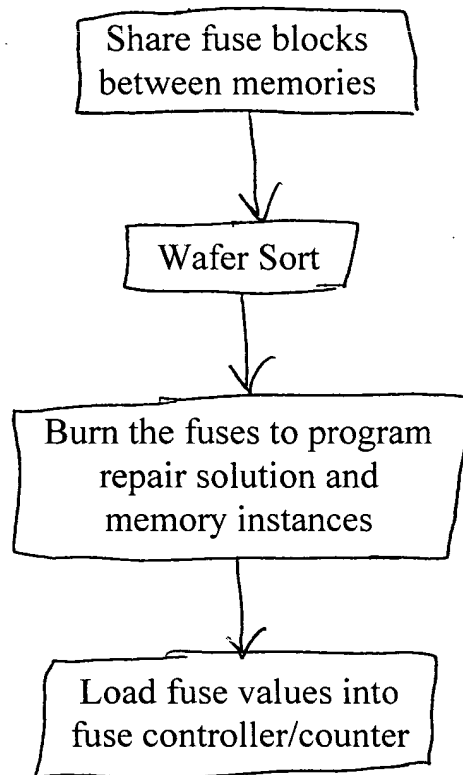 Share fuse blocks
between memories
Wafer Sort
Burn the fuses to program
repair solution and
memory instances
Load fuse values into
fuse controller/counter